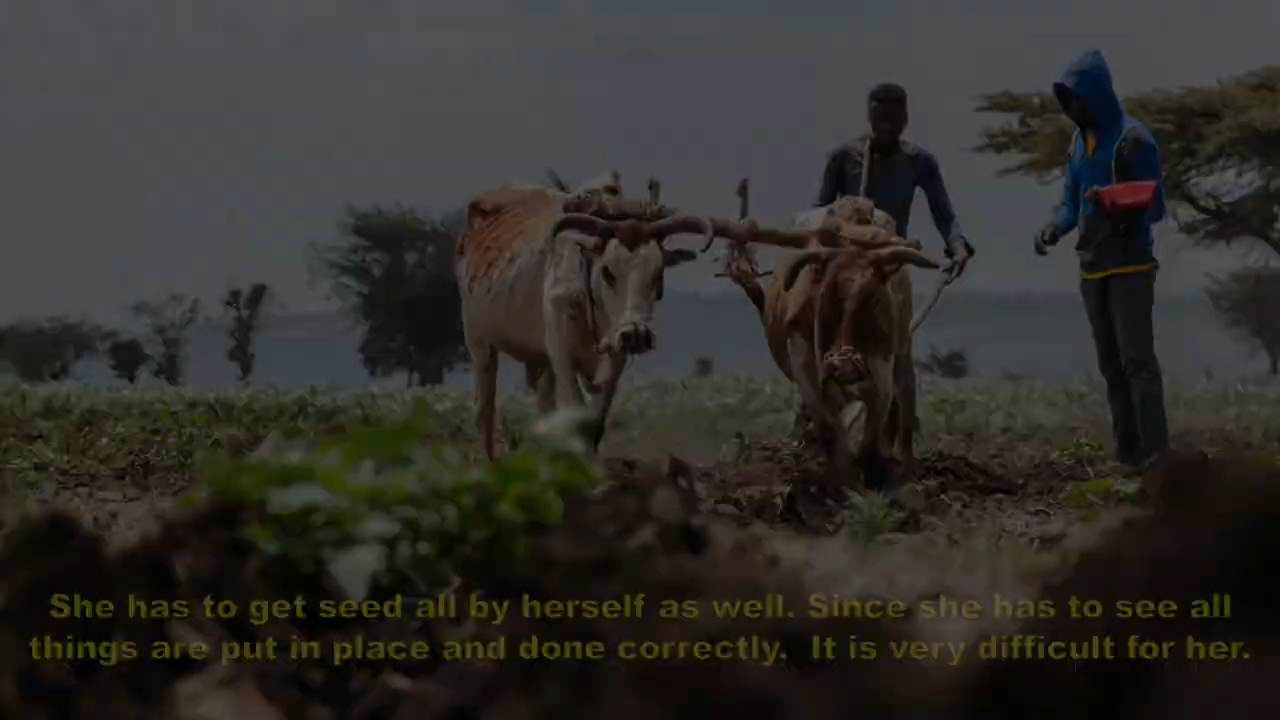 She has to get seed all by herself as well. Since she has to see all
things are put in place and done correctly.  It is very difficult for her.